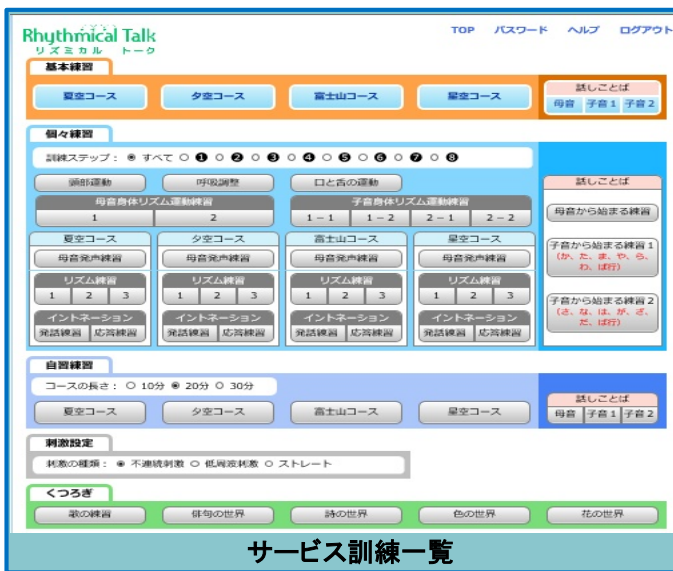 Rhythmical Talk
リズミカル トーク
TOP パスワード ヘルプ ログアウト
基本練習
夏空コース 夕空コース 富士山コース 星空コース
話しことば
母音 子音1 子音2
個々練習
訓練ステップ： すべて ❶ ❷ ❸ ❹ ❺ ❻ ❼ ❽
頭部運動 呼吸調整 口と舌の運動
話しことば
母音身体リズム運動練習 子音身体リズム運動練習
1 2 1－1 1－2 2－1 2－2
母音から始まる練習
夏空コース 夕空コース 富士山コース 星空コース
母音発声練習 母音発声練習 母音発声練習 母音発声練習
子音から始まる練習1
(か、た、ま、や、ら、
わ、ぱ行)
リズム練習 リズム練習 リズム練習 リズム練習
1 2 3 1 2 3 1 2 3 1 2 3
子音から始まる練習2
(さ、な、は、が、ざ、
だ、ば行)
イントネーション イントネーション イントネーション イントネーション
発話練習 応答練習 発話練習 応答練習 発話練習 応答練習 発話練習 応答練習
自習練習
コースの長さ： 10分 20分 30分
夏空コース 夕空コース 富士山コース 星空コース
話しことば
母音 子音1 子音2
刺激設定
刺激の種類： 不連続刺激 低周波刺激 ストレート
くつろぎ
歌の練習 俳句の世界 詩の世界 色の世界 花の世界
サービス訓練一覧